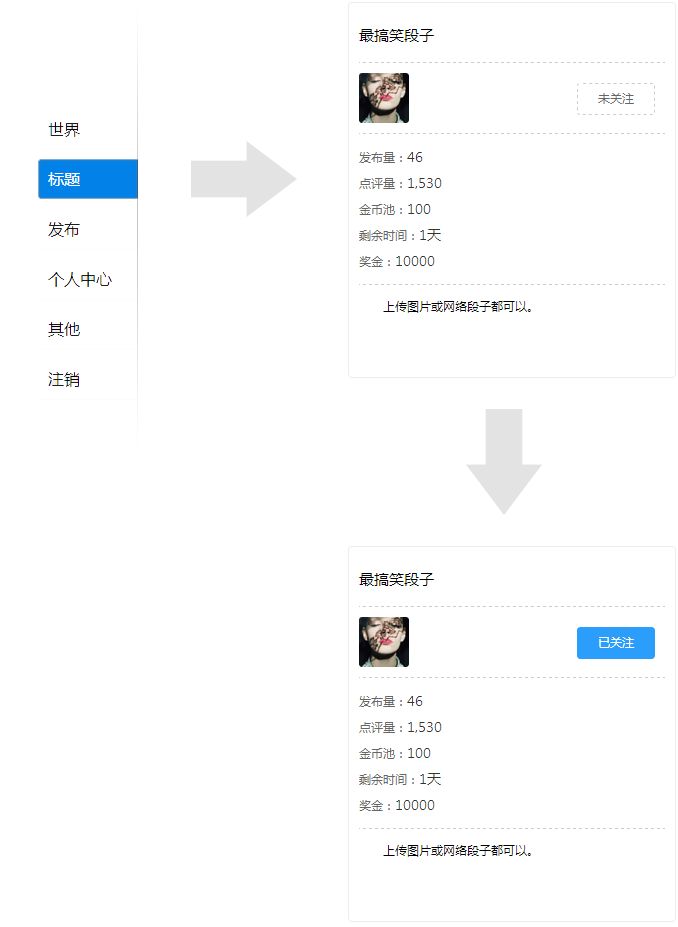 世界
标题
发布
个人中心
其他
注销
最搞笑段子
未关注
发布量：46
点评量：1,530
金币池：100
剩余时间：1天
奖金：10000
上传图片或网络段子都可以。
最搞笑段子
已关注
发布量：46
点评量：1,530
金币池：100
剩余时间：1天
奖金：10000
上传图片或网络段子都可以。